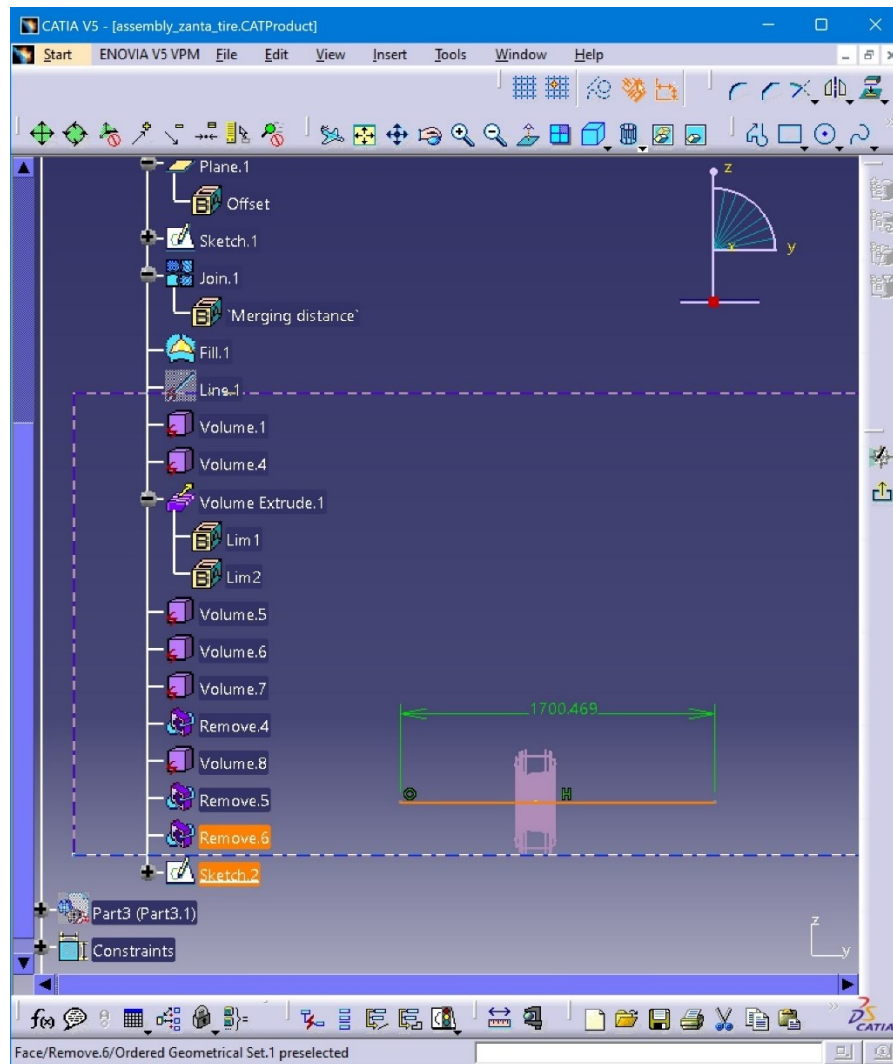 CATIA V5 - [assembly_zanta_tire.CATProduct]
Start ENOVIA V5 VPM File Edit View Insert Tools Window Help
Plane.1
Offset
Sketch.1
Join.1
`Merging distance`
Fill.1
Line.1
Volume.1
Volume.4
Volume Extrude.1
Lim1
Lim2
Volume.5
Volume.6
Volume.7
Remove.4
Volume.8
Remove.5
Remove.6
Sketch.2
Part3 (Part3.1)
Constraints
z
x
y
1700.469
H
z
y
f(x)
CATIA
Face/Remove.6/Ordered Geometrical Set.1 preselected